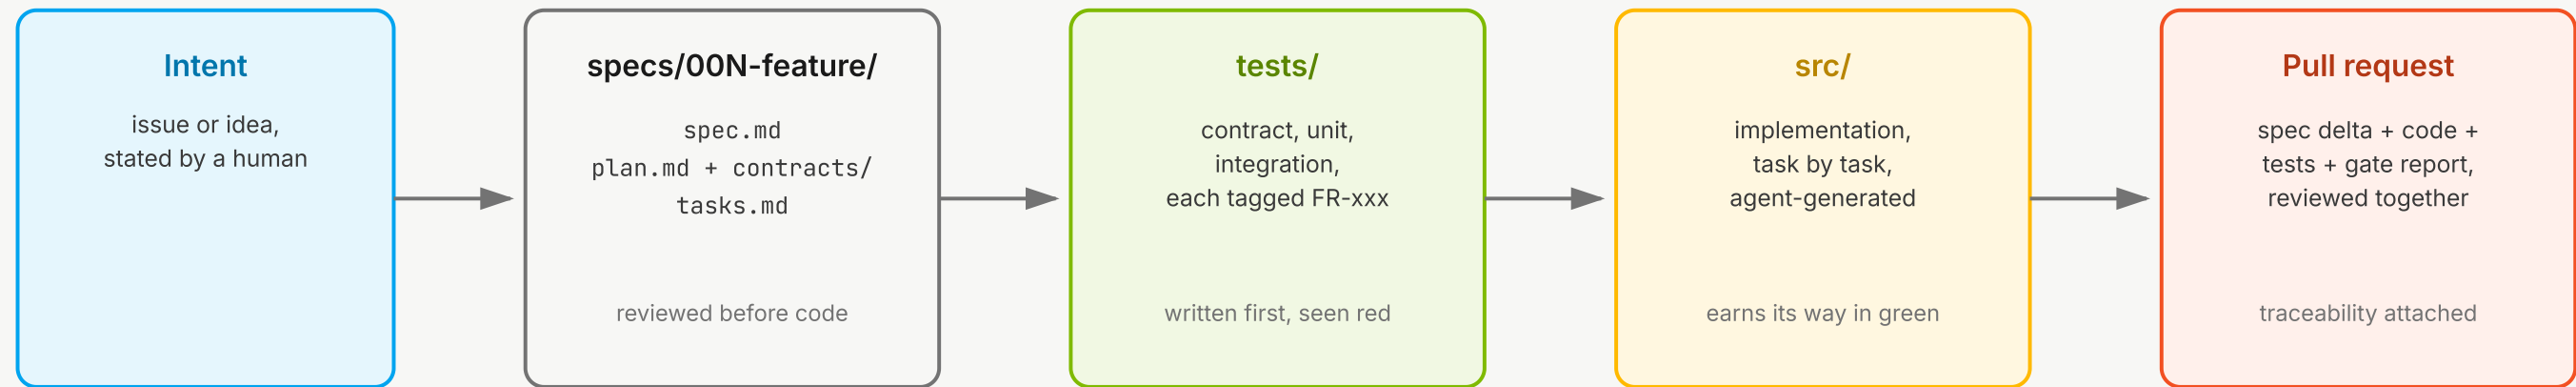 Intent
issue or idea,
stated by a human
specs/00N-feature/
spec.md
plan.md + contracts/
tasks.md
reviewed before code
tests/
contract, unit,
integration,
each tagged FR-xxx
written first, seen red
src/
implementation,
task by task,
agent-generated
earns its way in green
Pull request
spec delta + code +
tests + gate report,
reviewed together
traceability attached